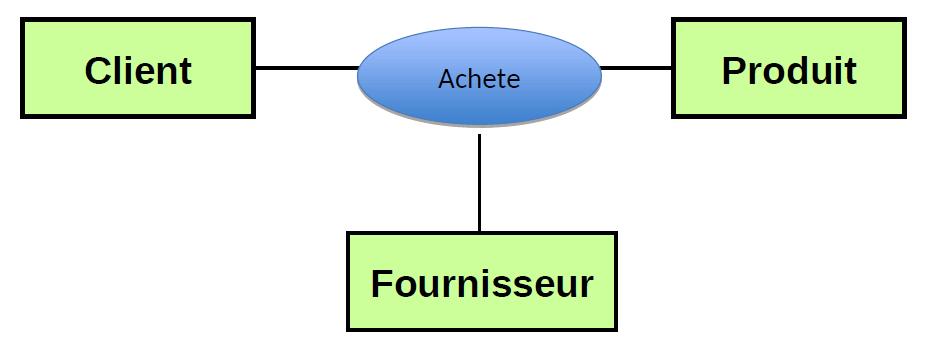 Client
Achete
Produit
Fournisseur